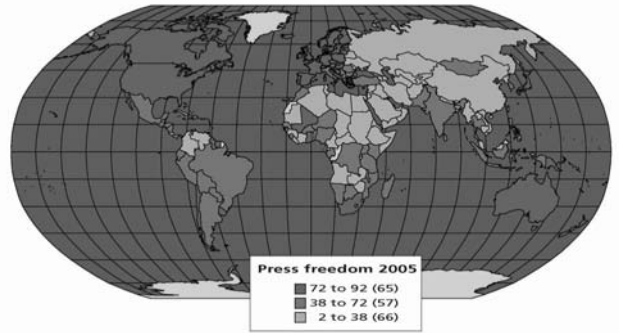 Press freedom 2005
72 to 92 (65)
38 to 72 (57)
2 to 38 (66)